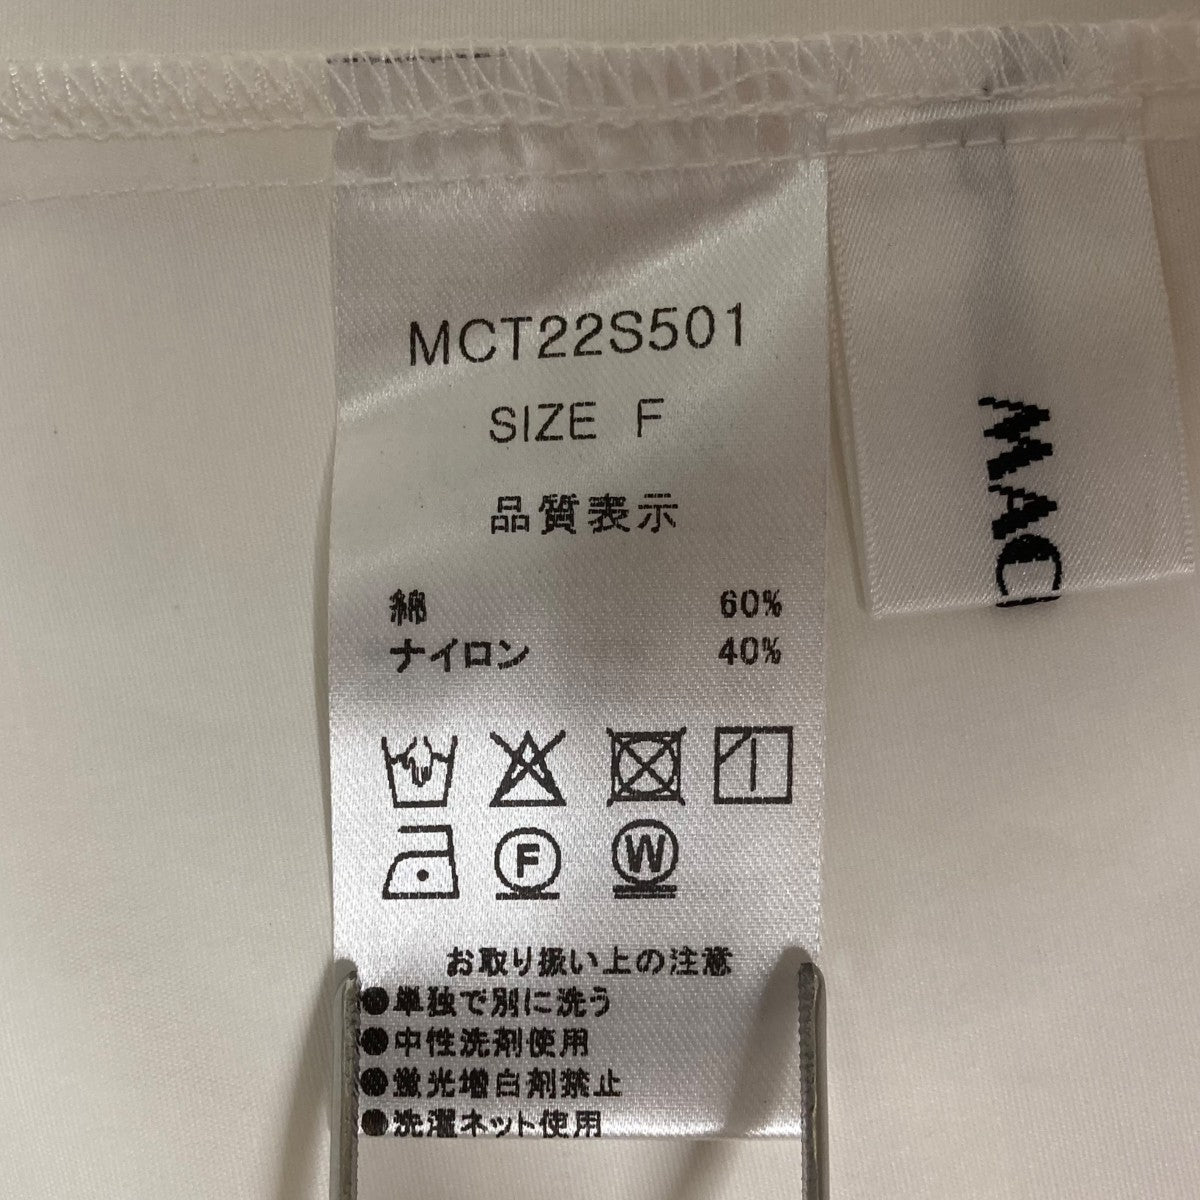 MCT22S501
SIZE F
品質表示
綿 60%
ナイロン 40%
F W
お取り扱い上の注意
●単独で別に洗う
●中性洗剤使用
●蛍光増白剤禁止
●洗濯ネット使用
MAC